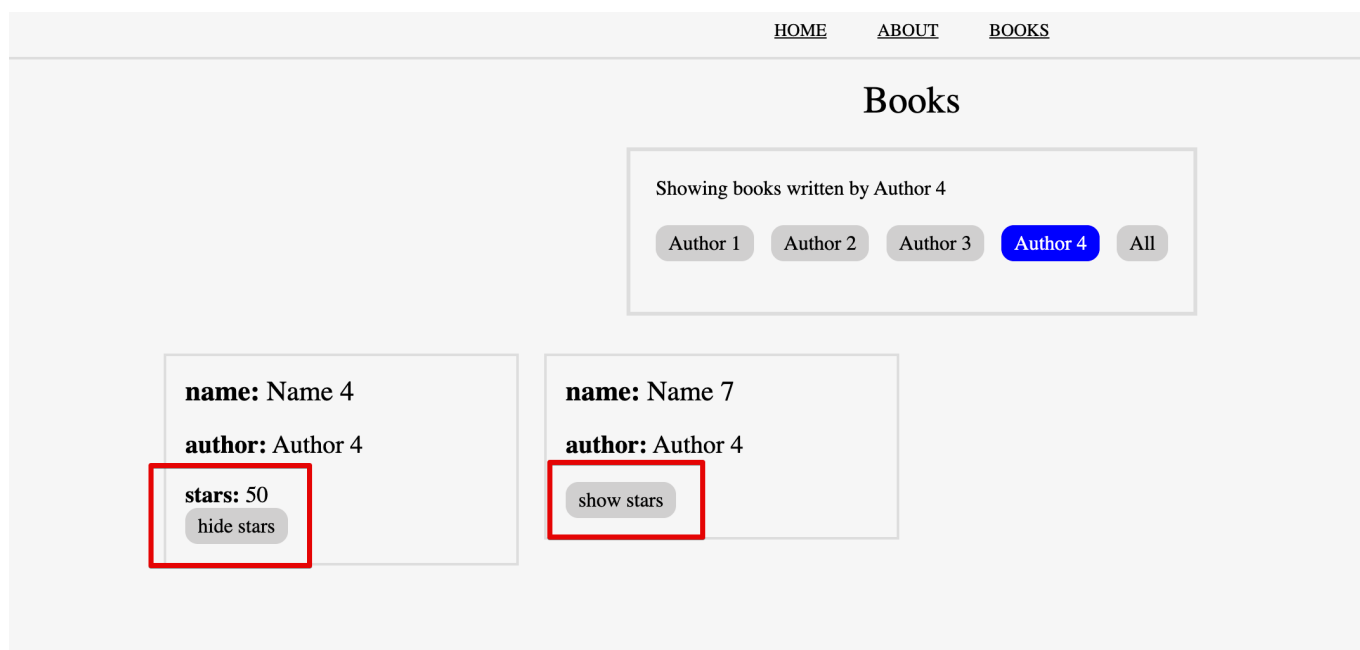 HOME ABOUT BOOKS
Books
Showing books written by Author 4
Author 1 Author 2 Author 3 Author 4 All
name: Name 4
author: Author 4
stars: 50
hide stars
name: Name 7
author: Author 4
show stars